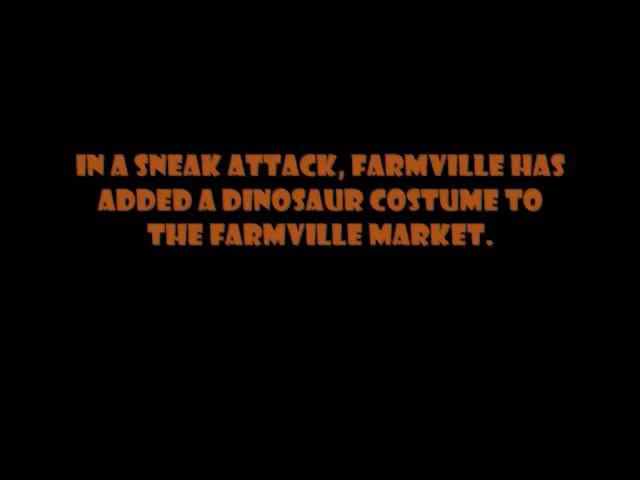 IN A SNEAK ATTACK, FARMVILLE HAS
ADDED A DINOSAUR COSTUME TO
THE FARMVILLE MARKET.